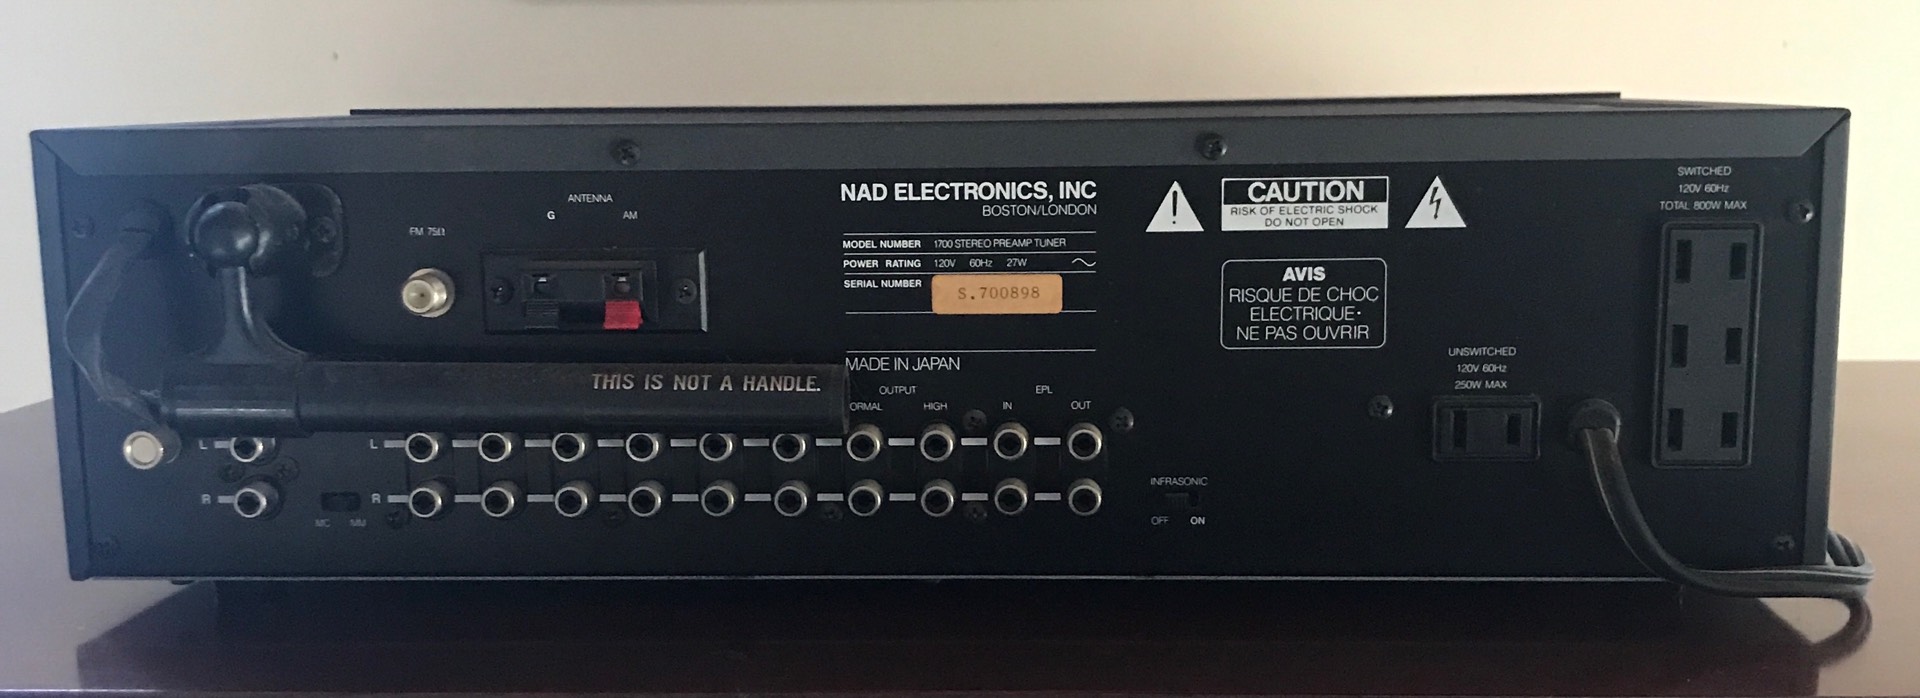 ANTENNA
G AM
FM 75Ω
NAD ELECTRONICS, INC
BOSTON/LONDON
MODEL NUMBER 1700 STEREO PREAMP TUNER
POWER RATING 120V 60Hz 27W
SERIAL NUMBER S.700898
MADE IN JAPAN
THIS IS NOT A HANDLE.
OUTPUT EPL
ORMAL HIGH IN OUT
L L
R R
MC MM
INFRASONIC
OFF ON
CAUTION
RISK OF ELECTRIC SHOCK
DO NOT OPEN
AVIS
RISQUE DE CHOC
ELECTRIQUE·
NE PAS OUVRIR
UNSWITCHED
120V 60Hz
250W MAX
SWITCHED
120V 60Hz
TOTAL 800W MAX